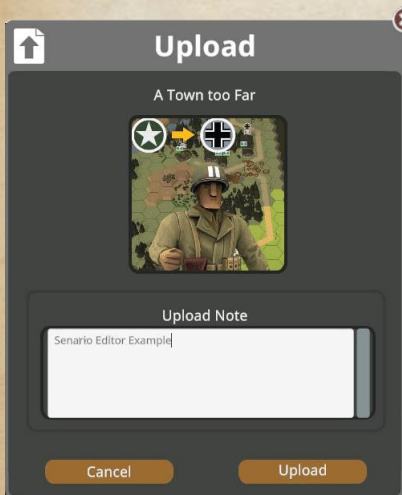 Upload
A Town too Far
Upload Note
Senario Editor Example
Cancel
Upload